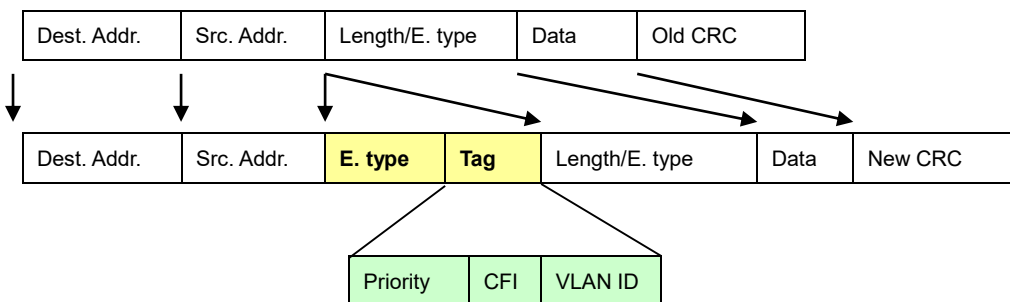 Dest. Addr. Src. Addr. Length/E. type Data Old CRC
Dest. Addr. Src. Addr. E. type Tag Length/E. type Data New CRC
Priority CFI VLAN ID